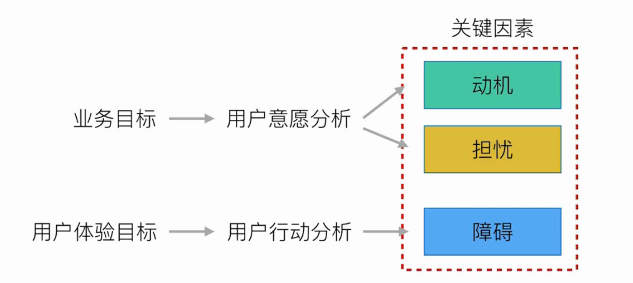 关键因素
动机
业务目标
用户意愿分析
担忧
用户体验目标
用户行动分析
障碍